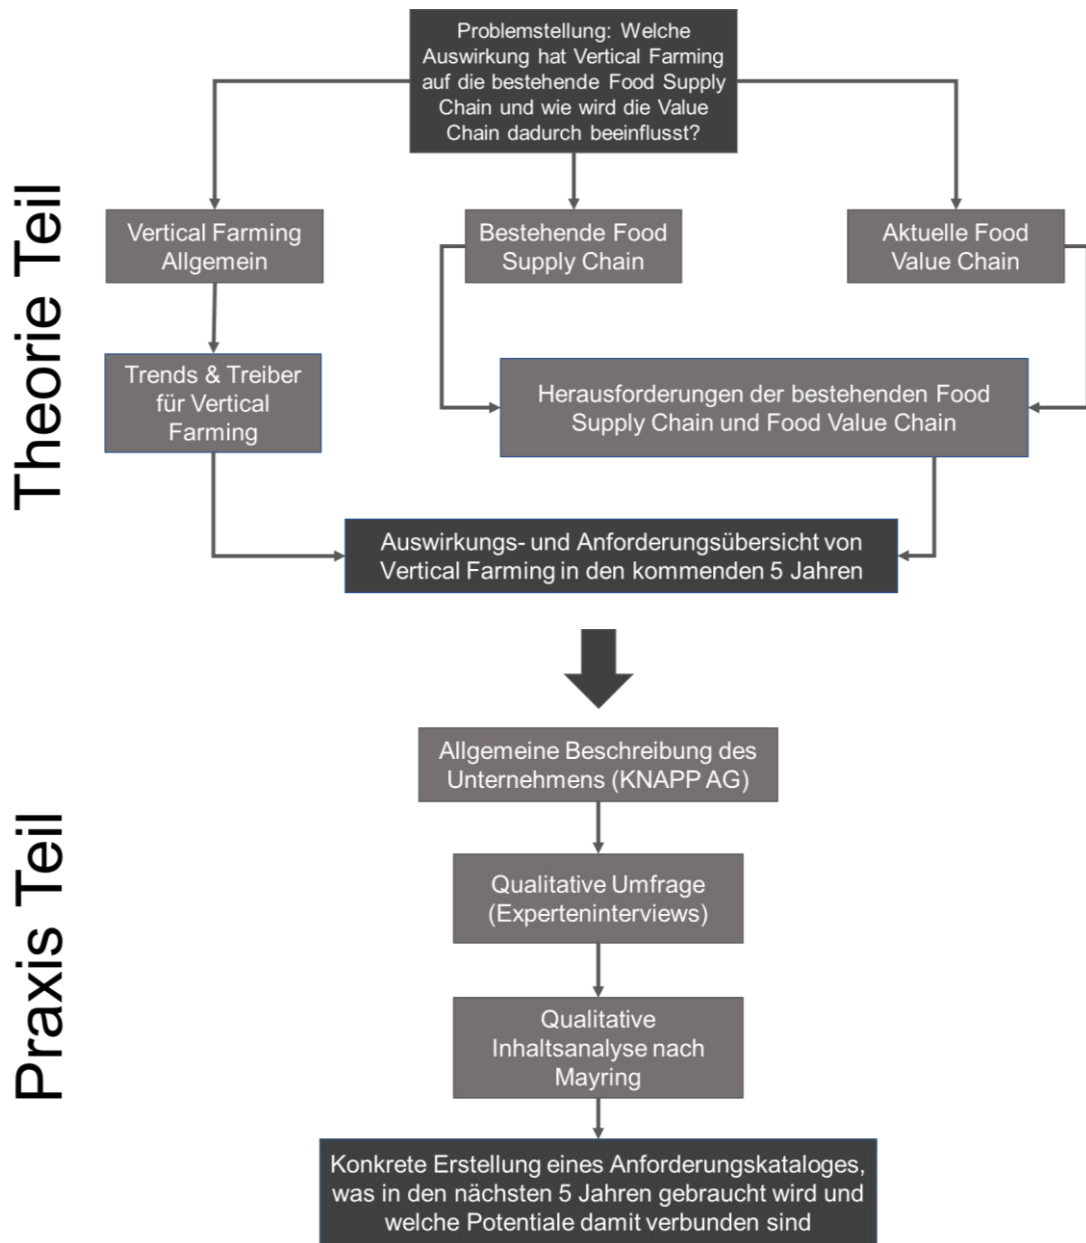 Theorie Teil
Problemstellung: Welche
Auswirkung hat Vertical Farming
auf die bestehende Food Supply
Chain und wie wird die Value
Chain dadurch beeinflusst?
Vertical Farming
Allgemein
Bestehende Food
Supply Chain
Aktuelle Food
Value Chain
Trends & Treiber
für Vertical
Farming
Herausforderungen der bestehenden Food
Supply Chain und Food Value Chain
Auswirkungs- und Anforderungsübersicht von
Vertical Farming in den kommenden 5 Jahren
Praxis Teil
Allgemeine Beschreibung des
Unternehmens (KNAPP AG)
Qualitative Umfrage
(Experteninterviews)
Qualitative
Inhaltsanalyse nach
Mayring
Konkrete Erstellung eines Anforderungskataloges,
was in den nächsten 5 Jahren gebraucht wird und
welche Potentiale damit verbunden sind